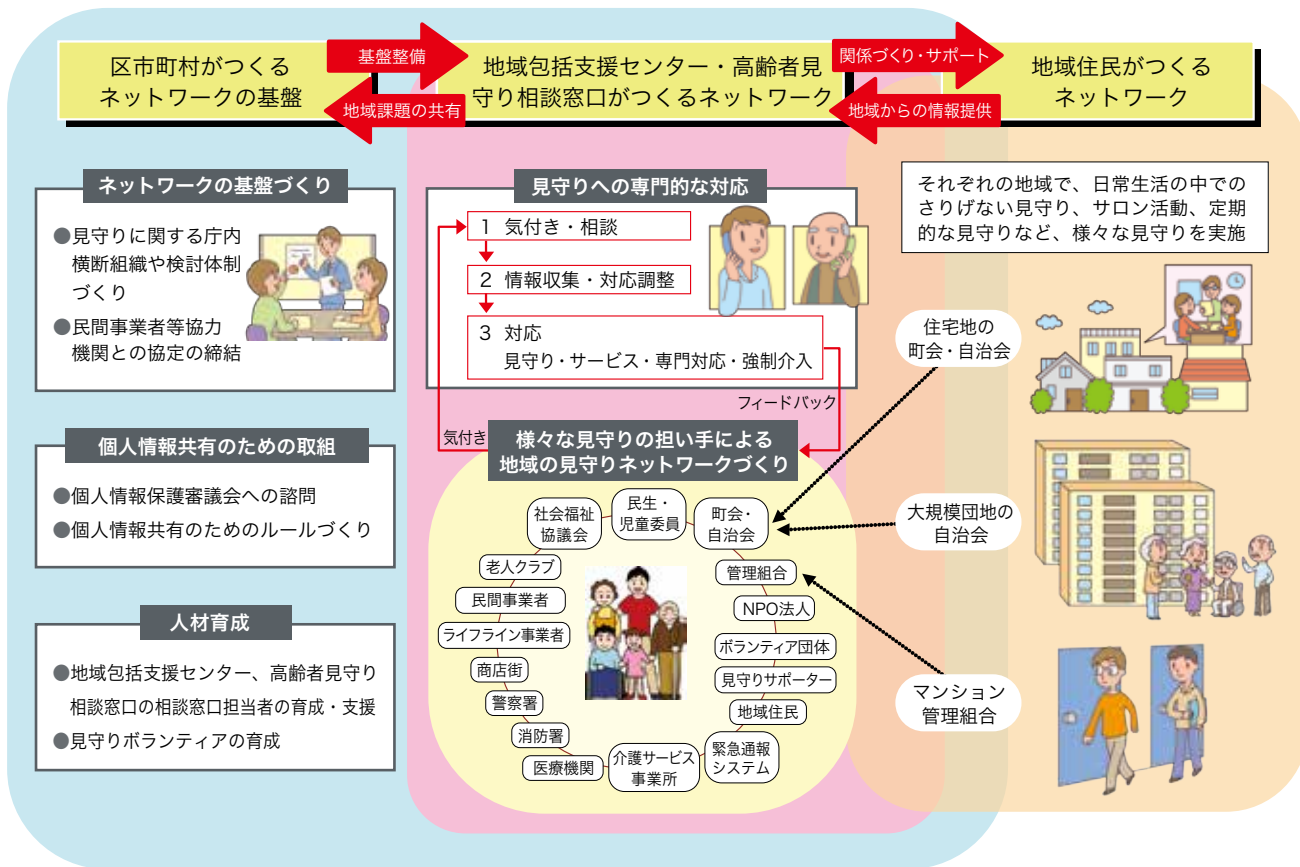 区市町村がつくる
ネットワークの基盤
基盤整備
地域課題の共有
地域包括支援センター・高齢者見
守り相談窓口がつくるネットワーク
関係づくり・サポート
地域からの情報提供
地域住民がつくる
ネットワーク
ネットワークの基盤づくり
●見守りに関する庁内
横断組織や検討体制
づくり
●民間事業者等協力
機関との協定の締結
個人情報共有のための取組
●個人情報保護審議会への諮問
●個人情報共有のためのルールづくり
人材育成
●地域包括支援センター、高齢者見守り
相談窓口の相談窓口担当者の育成・支援
●見守りボランティアの育成
見守りへの専門的な対応
1 気付き・相談
2 情報収集・対応調整
3 対応
見守り・サービス・専門対応・強制介入
フィードバック
気付き
様々な見守りの担い手による
地域の見守りネットワークづくり
社会福祉
協議会
民生・
児童委員
町会・
自治会
老人クラブ
管理組合
民間事業者
NPO法人
ライフライン事業者
ボランティア団体
商店街
見守りサポーター
警察署
地域住民
消防署
緊急通報
システム
医療機関
介護サービス
事業所
それぞれの地域で、日常生活の中での
さりげない見守り、サロン活動、定期
的な見守りなど、様々な見守りを実施
住宅地の
町会・自治会
大規模団地の
自治会
マンション
管理組合